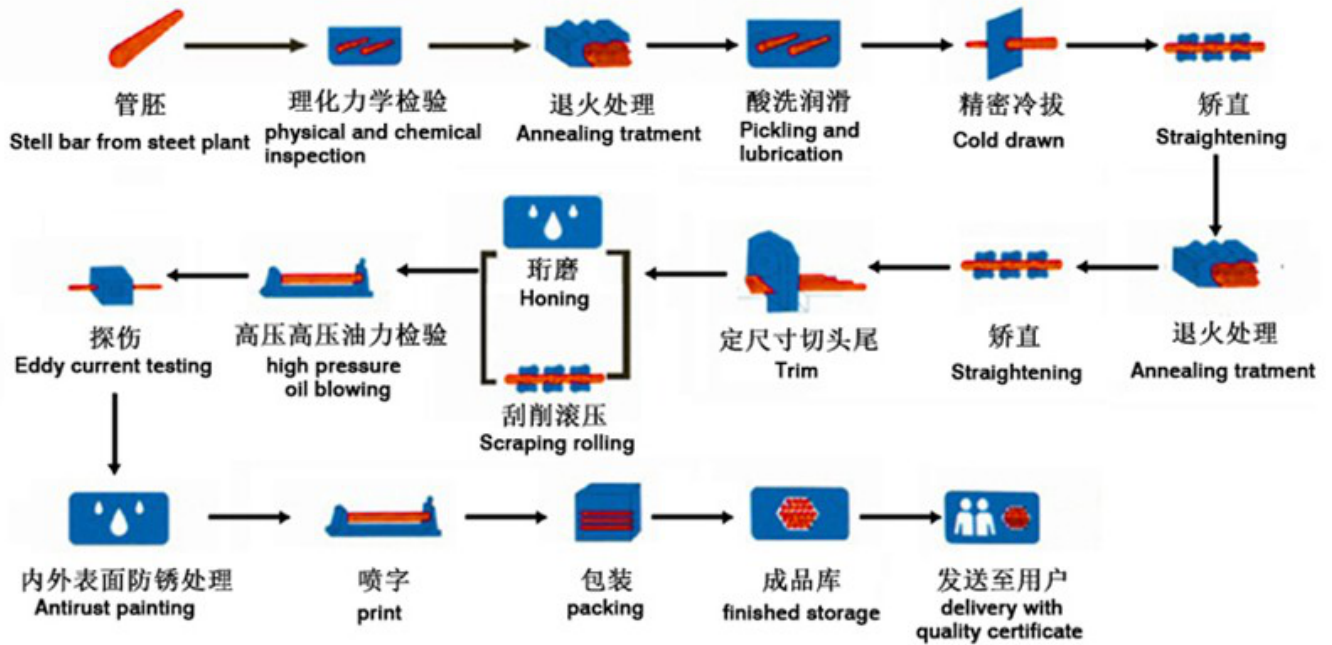 管胚
Stell bar from steet plant
理化力学检验
physical and chemical
inspection
退火处理
Annealing tratment
酸洗润滑
Pickling and
lubrication
精密冷拔
Cold drawn
矫直
Straightening
退火处理
Annealing tratment
矫直
Straightening
定尺寸切头尾
Trim
珩磨
Honing
刮削滚压
Scraping rolling
高压高压油力检验
high pressure
oil blowing
探伤
Eddy current testing
内外表面防锈处理
Antirust painting
喷字
print
包装
packing
成品库
finished storage
发送至用户
delivery with
quality certificate